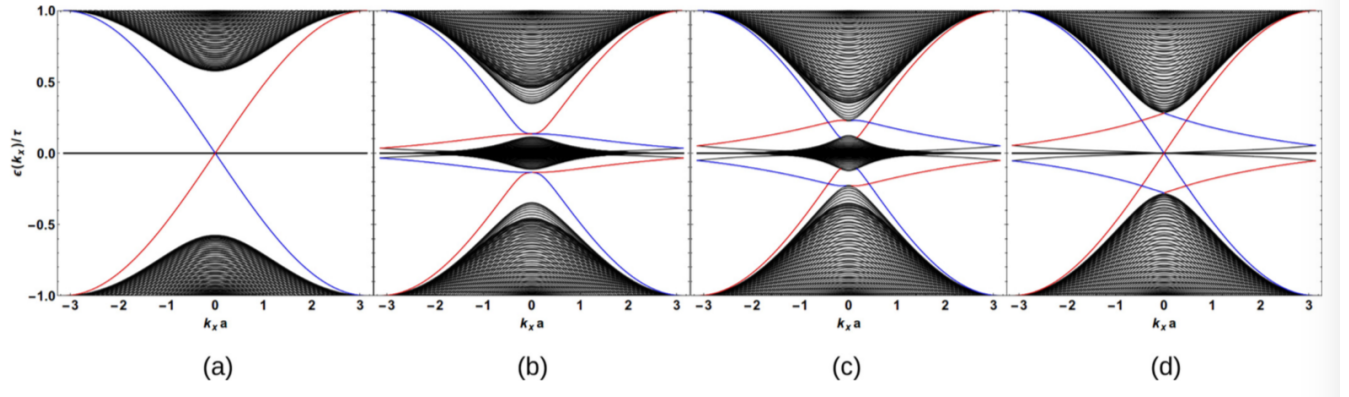 1.0
0.5
0.0
−0.5
−1.0
ϵ(kₓ)/τ
−3 −2 −1 0 1 2 3 −3 −2 −1 0 1 2 3 −3 −2 −1 0 1 2 3 −3 −2 −1 0 1 2 3
kₓ a kₓ a kₓ a kₓ a
(a) (b) (c) (d)